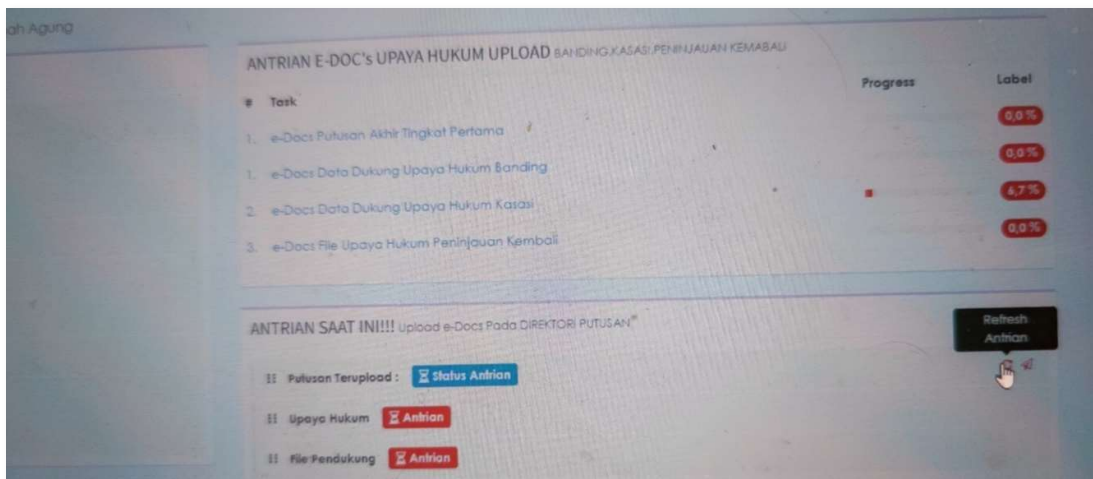 ah Agung
ANTRIAN E-DOC's UPAYA HUKUM UPLOAD BANDING,KASASI,PENINJAUAN KEMABALI
# Task Progress Label
1. e-Docs Putusan Akhir Tingkat Pertama 0,0 %
1. e-Docs Data Dukung Upaya Hukum Banding 0,0 %
2. e-Docs Data Dukung Upaya Hukum Kasasi 6,7 %
3. e-Docs File Upaya Hukum Peninjauan Kembali 0,0 %
ANTRIAN SAAT INI!!! Upload e-Docs Pada DIREKTORI PUTUSAN"
Refresh
Antrian
Putusan Terupload : Status Antrian
Upaya Hukum Antrian
File Pendukung Antrian